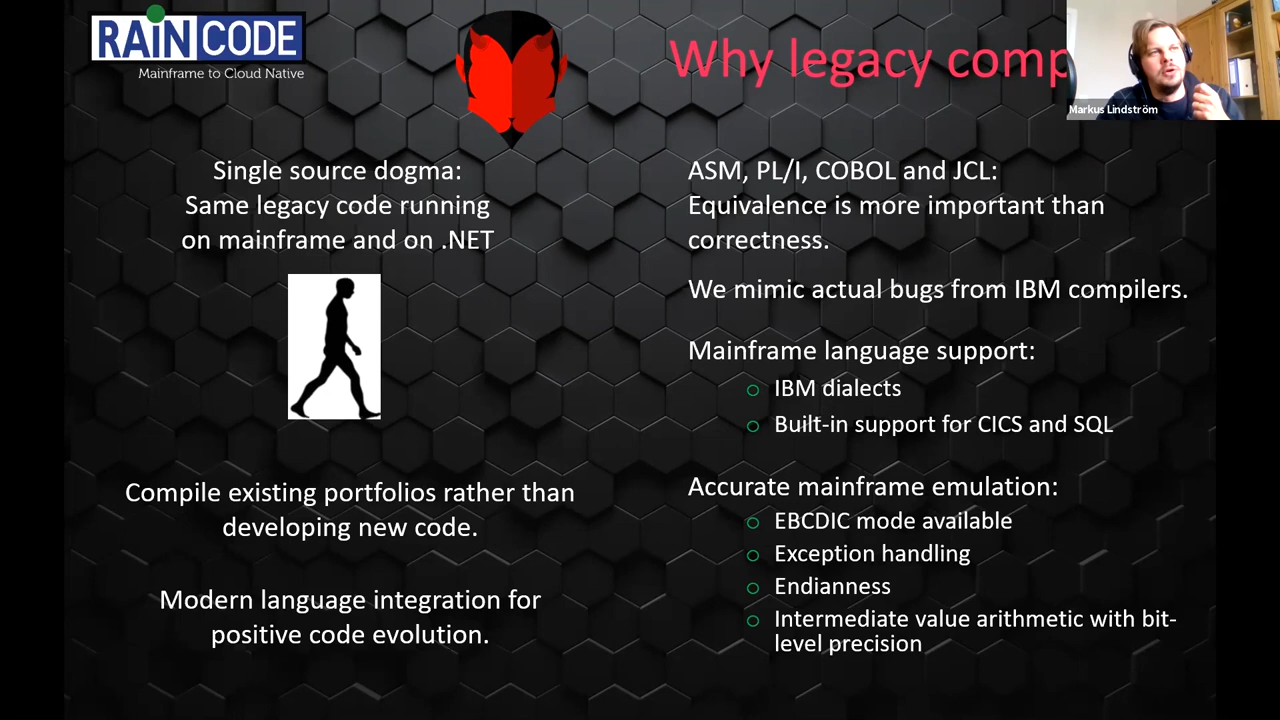 RAINCODE
Mainframe to Cloud Native
Why legacy
Markus Lindström
Single source dogma:
Same legacy code running
on mainframe and on .NET
Compile existing portfolios rather than
developing new code.
Modern language integration for
positive code evolution.
ASM, PL/I, COBOL and JCL:
Equivalence is more important than
correctness.
We mimic actual bugs from IBM compilers.
Mainframe language support:
IBM dialects
Built-in support for CICS and SQL
Accurate mainframe emulation:
EBCDIC mode available
Exception handling
Endianness
Intermediate value arithmetic with bit-
level precision